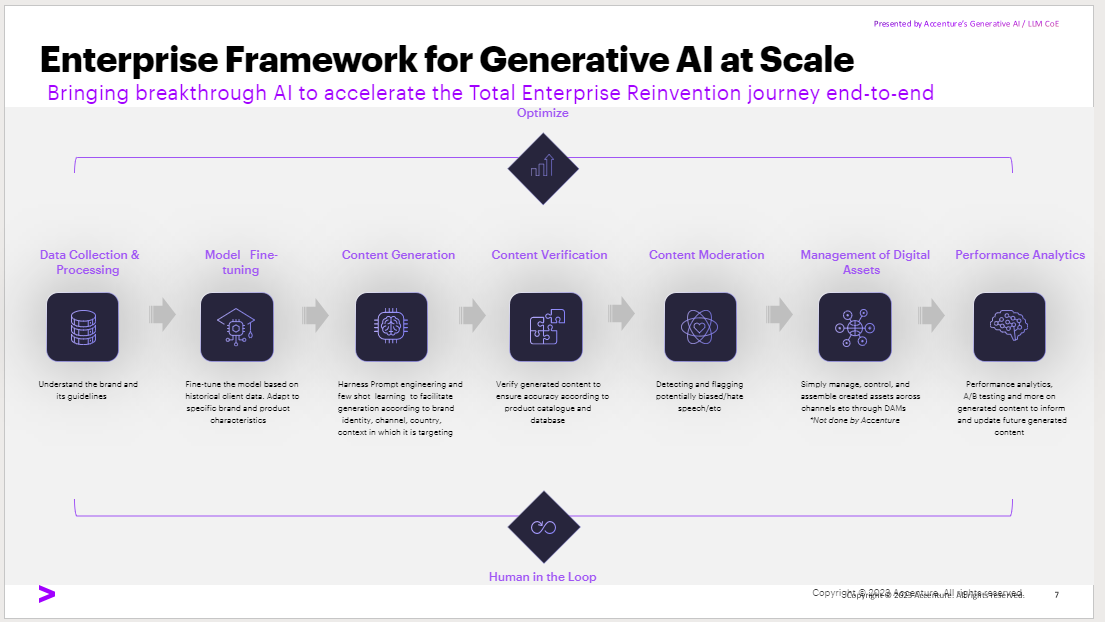 Presented by Accenture's Generative AI / LLM CoE
Enterprise Framework for Generative AI at Scale
Bringing breakthrough AI to accelerate the Total Enterprise Reinvention journey end-to-end
Optimize
Data Collection &
Processing
Understand the brand and
its guidelines
Model Fine-
tuning
Fine-tune the model based on
historical client data. Adapt to
specific brand and product
characteristics
Content Generation
Harness Prompt engineering and
few shot learning to facilitate
generation according to brand
identity, channel, country,
context in which it is targeting
Content Verification
Verify generated content to
ensure accuracy according to
product catalogue and
database
Content Moderation
Detecting and flagging
potentially biased/hate
speech/etc
Management of Digital
Assets
Simply manage, control, and
assemble created assets across
channels etc through DAMs
*Not done by Accenture
Performance Analytics
Performance analytics,
A/B testing and more on
generated content to inform
and update future generated
content
Human in the Loop
Copyright © 2023 Accenture. All rights reserved.
Copyright © 2023 Accenture. All rights reserved.
7